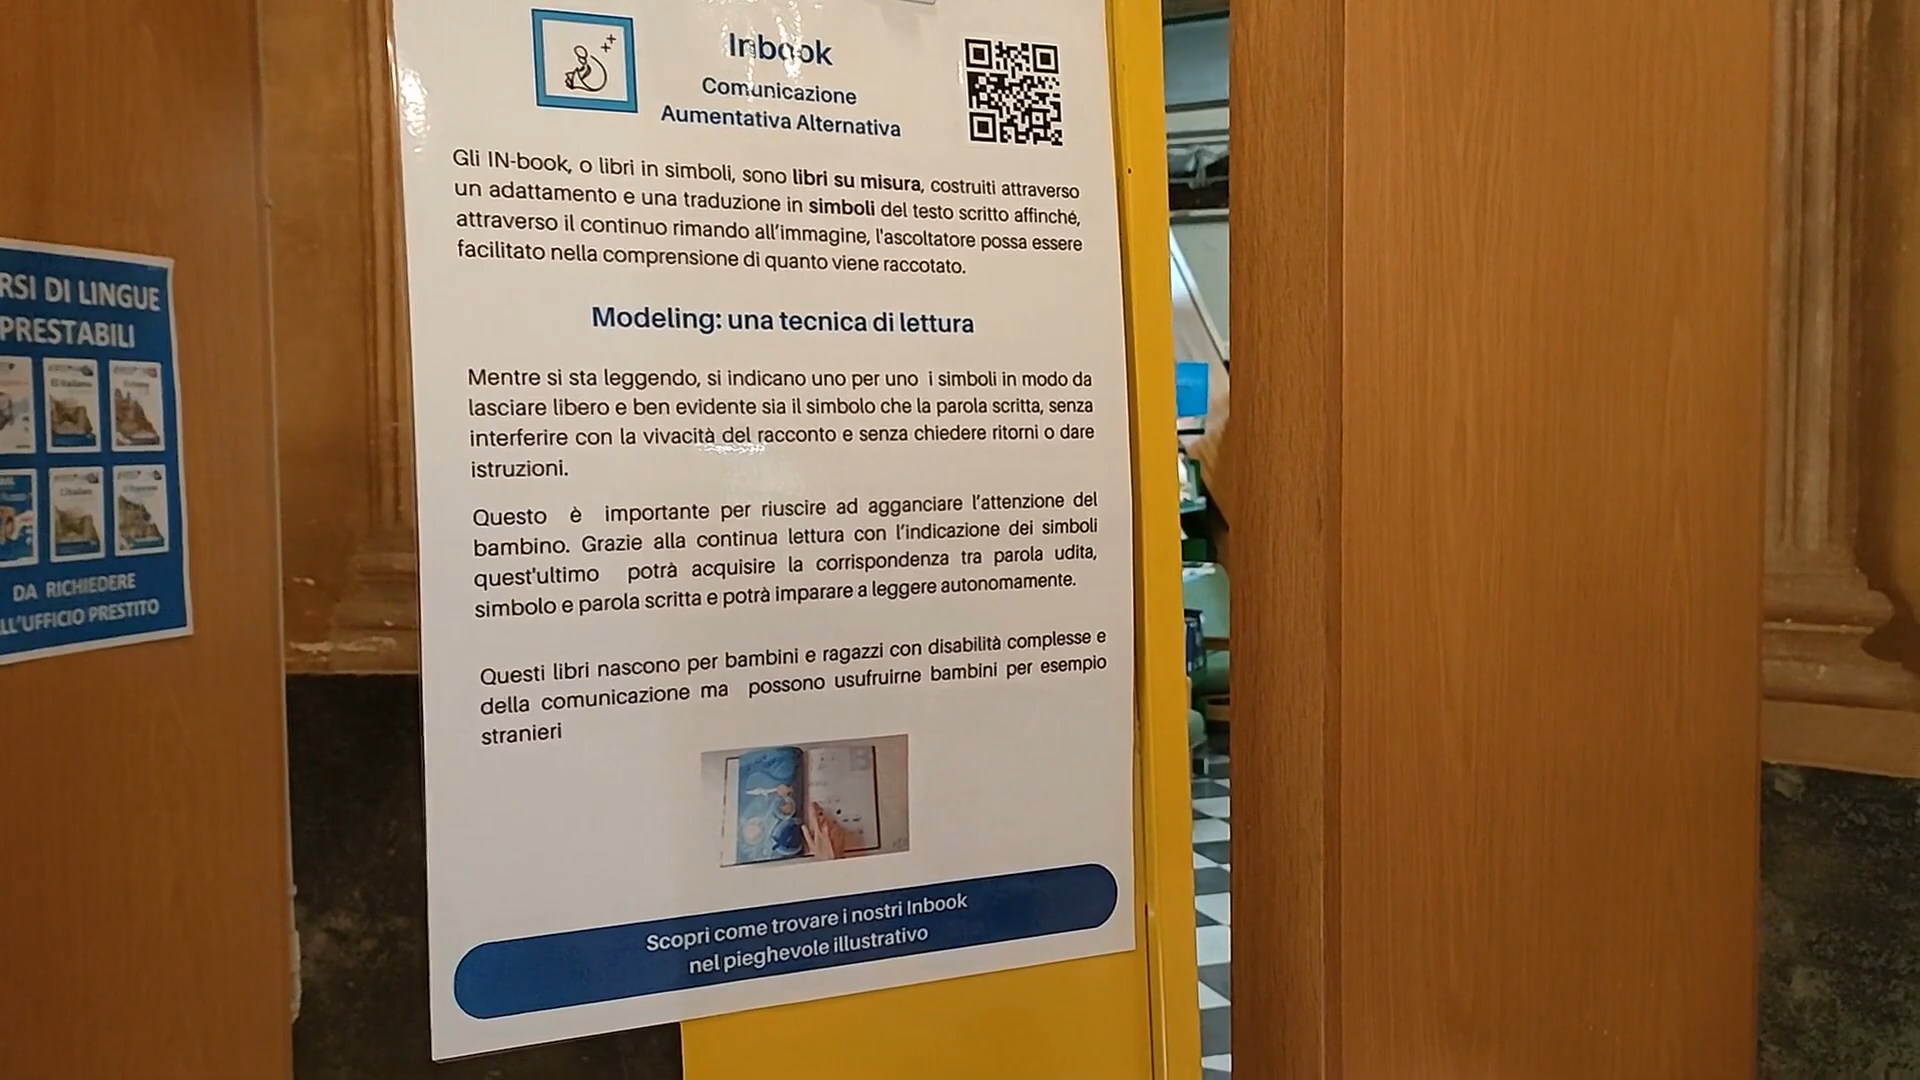 Inbook
Comunicazione
Aumentativa Alternativa
Gli IN-book, o libri in simboli, sono libri su misura, costruiti attraverso
un adattamento e una traduzione in simboli del testo scritto affinché,
attraverso il continuo rimando all'immagine, l'ascoltatore possa essere
facilitato nella comprensione di quanto viene raccotato.
Modeling: una tecnica di lettura
Mentre si sta leggendo, si indicano uno per uno i simboli in modo da
lasciare libero e ben evidente sia il simbolo che la parola scritta, senza
interferire con la vivacità del racconto e senza chiedere ritorni o dare
istruzioni.
Questo è importante per riuscire ad agganciare l'attenzione del
bambino. Grazie alla continua lettura con l'indicazione dei simboli
quest'ultimo potrà acquisire la corrispondenza tra parola udita,
simbolo e parola scritta e potrà imparare a leggere autonomamente.
Questi libri nascono per bambini e ragazzi con disabilità complesse e
della comunicazione ma possono usufruirne bambini per esempio
stranieri
Scopri come trovare i nostri Inbook
nel pieghevole illustrativo
RSI DI LINGUE
PRESTABILI
DA RICHIEDERE
LL'UFFICIO PRESTITO